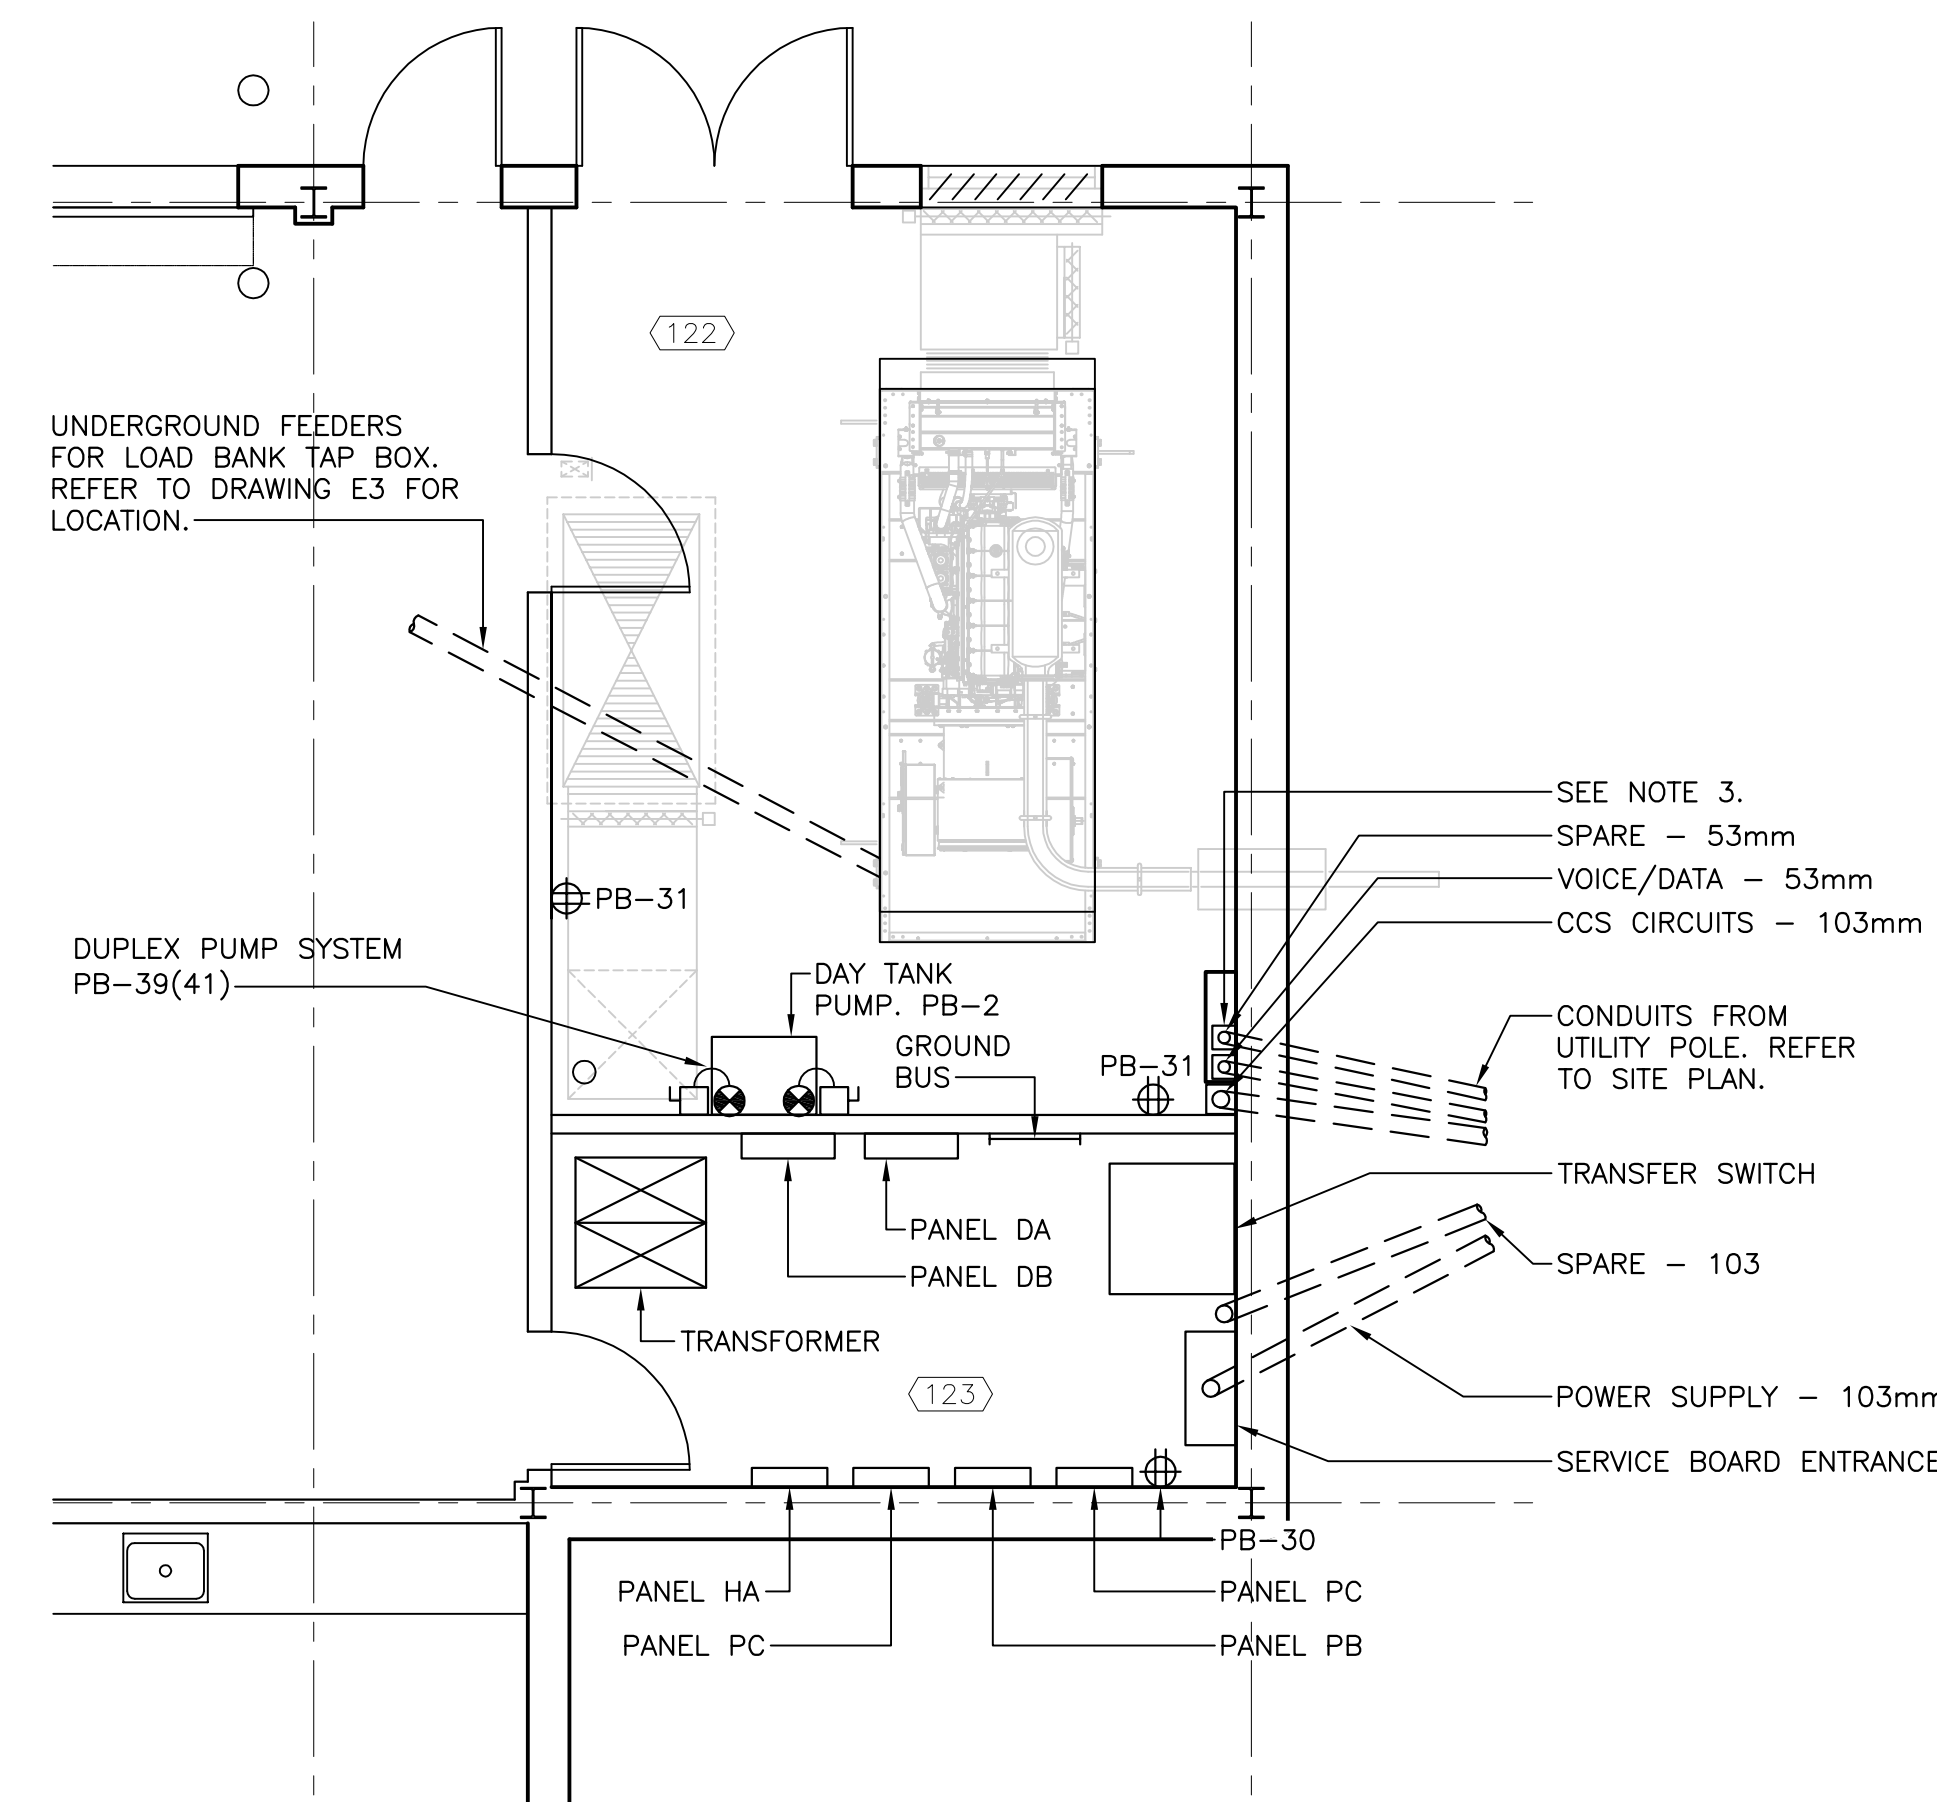 122
UNDERGROUND FEEDERS
FOR LOAD BANK TAP BOX.
REFER TO DRAWING E3 FOR
LOCATION.
SEE NOTE 3.
SPARE – 53mm
VOICE/DATA – 53mm
CCS CIRCUITS – 103mm
PB–31
DUPLEX PUMP SYSTEM
PB–39(41)
DAY TANK
PUMP. PB–2
GROUND
BUS
PB–31
CONDUITS FROM
UTILITY POLE. REFER
TO SITE PLAN.
TRANSFER SWITCH
PANEL DA
PANEL DB
SPARE – 103
TRANSFORMER
123
POWER SUPPLY – 103mm
SERVICE BOARD ENTRANCE
PB–30
PANEL HA
PANEL PC
PANEL PC
PANEL PB